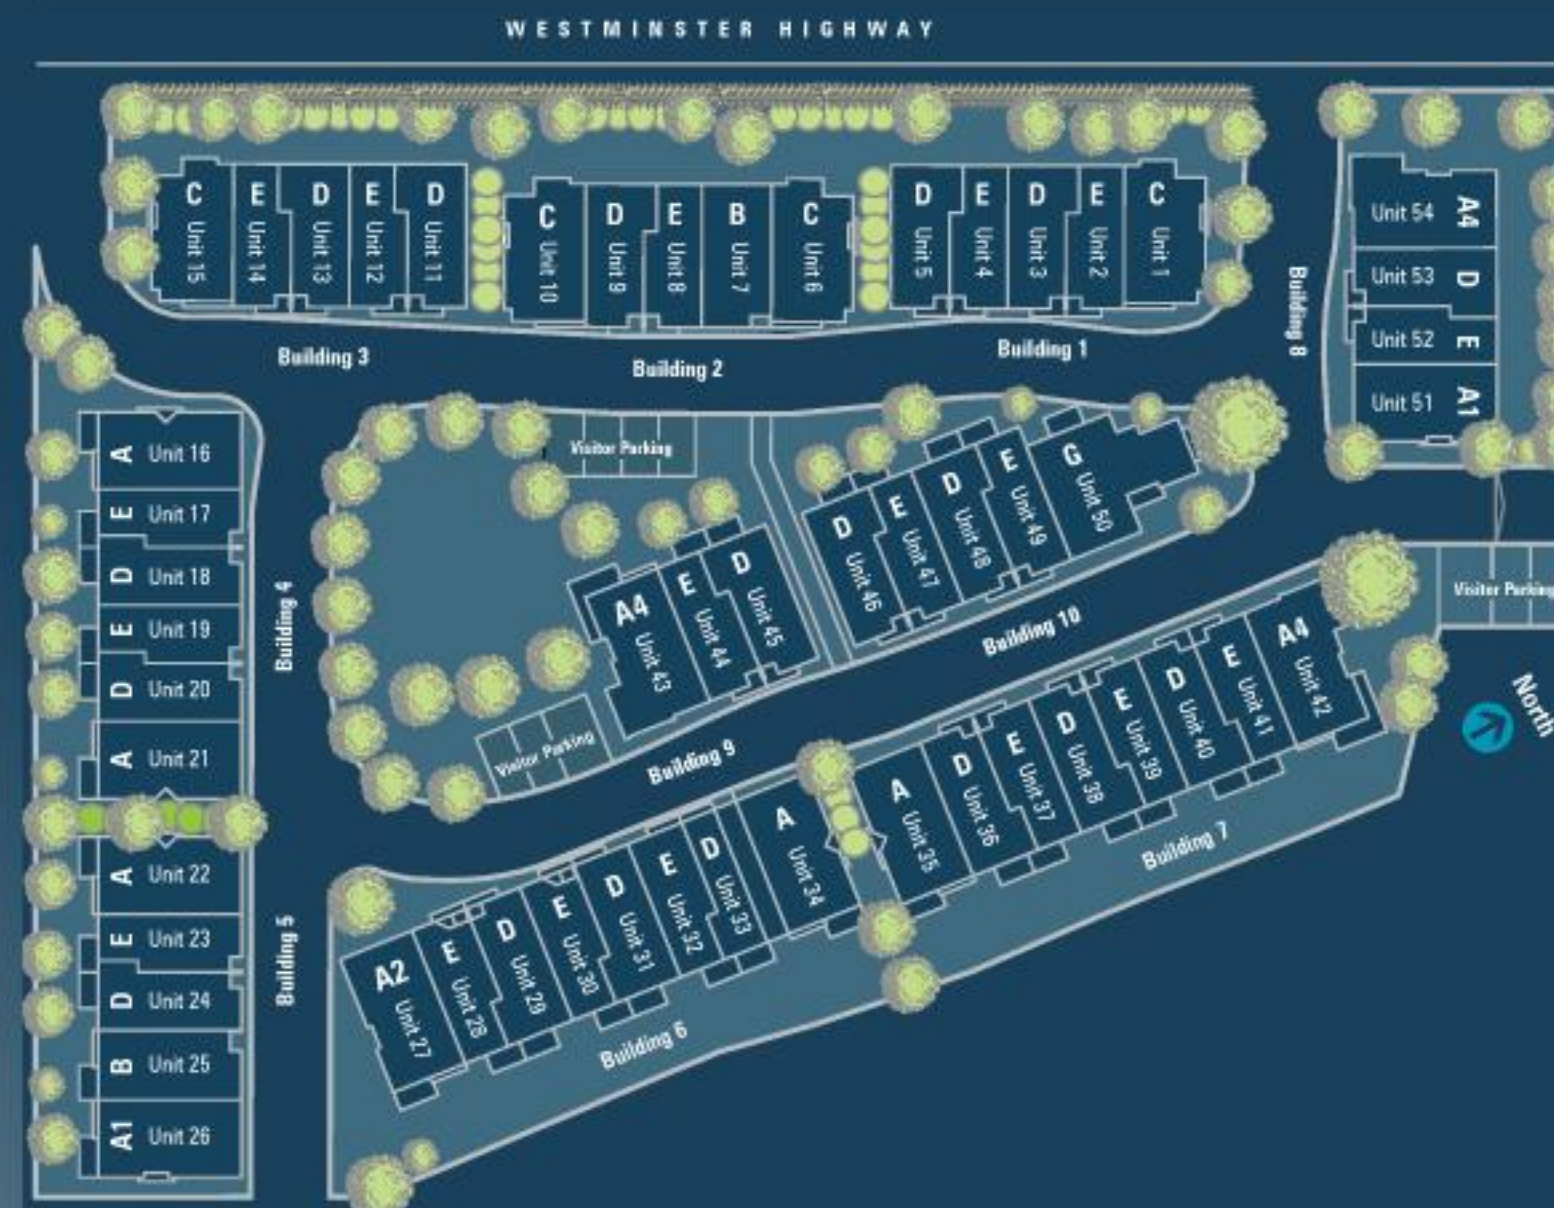 WESTMINSTER HIGHWAY
C Unit 15
E Unit 14
D Unit 13
E Unit 12
D Unit 11
C Unit 10
D Unit 9
E Unit 8
B Unit 7
C Unit 6
D Unit 5
E Unit 4
D Unit 3
E Unit 2
C Unit 1
Building 3
Building 2
Building 1
Building 8
Unit 54 A4
Unit 53 D
Unit 52 E
Unit 51 A1
A Unit 16
E Unit 17
D Unit 18
E Unit 19
D Unit 20
A Unit 21
Building 4
A Unit 22
E Unit 23
D Unit 24
B Unit 25
A1 Unit 26
Building 5
Visitor Parking
D Unit 46
E Unit 47
D Unit 48
E Unit 49
G Unit 50
Building 10
A4 Unit 43
E Unit 44
D Unit 45
Visitor Parking
Building 9
Visitor Parking
North
A2 Unit 27
E Unit 28
D Unit 29
E Unit 30
D Unit 31
E Unit 32
D Unit 33
A Unit 34
Building 6
A Unit 35
D Unit 36
E Unit 37
D Unit 38
E Unit 39
D Unit 40
E Unit 41
A4 Unit 42
Building 7